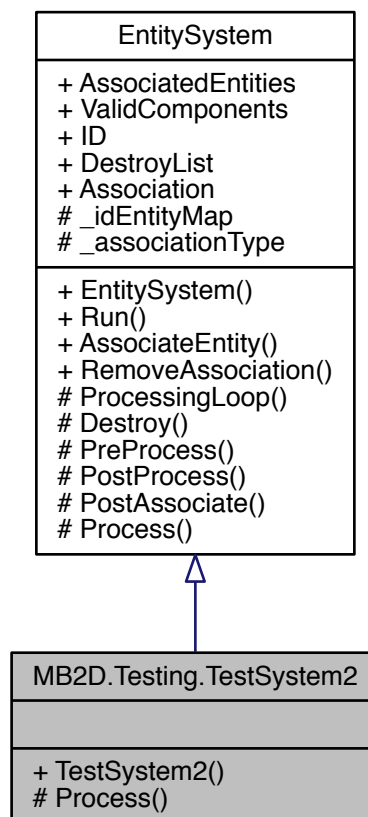 EntitySystem
+ AssociatedEntities
+ ValidComponents
+ ID
+ DestroyList
+ Association
# _idEntityMap
# _associationType
+ EntitySystem()
+ Run()
+ AssociateEntity()
+ RemoveAssociation()
# ProcessingLoop()
# Destroy()
# PreProcess()
# PostProcess()
# PostAssociate()
# Process()
MB2D.Testing.TestSystem2
+ TestSystem2()
# Process()